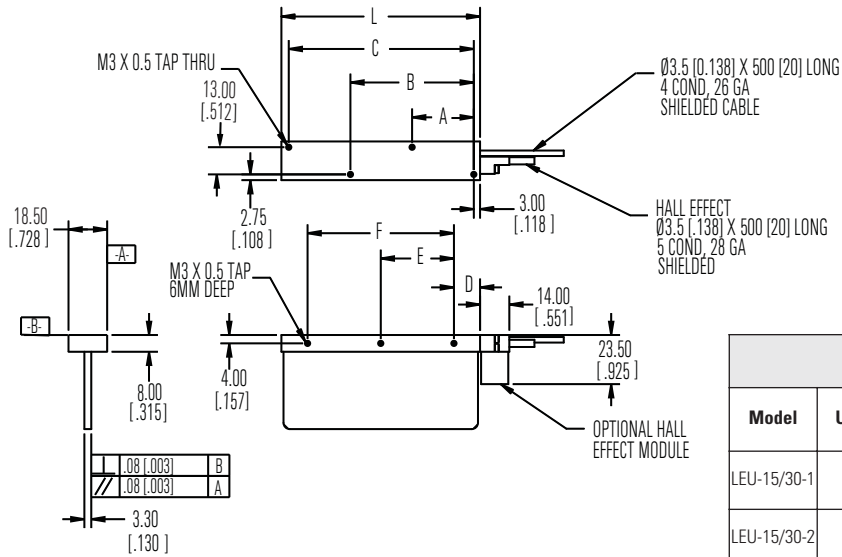 L
C
M3 X 0.5 TAP THRU
B
13.00
[.512]
A
Ø3.5 [0.138] X 500 [20] LONG
4 COND, 26 GA
SHIELDED CABLE
2.75
[.108]
3.00
[.118]
HALL EFFECT
Ø3.5 [.138] X 500 [20] LONG
5 COND, 28 GA
SHIELDED
18.50
[.728]
-A-
F
E
D
M3 X 0.5 TAP
6MM DEEP
14.00
[.551]
-B-
8.00
[.315]
4.00
[.157]
23.50
[.925]
OPTIONAL HALL
EFFECT MODULE
⊥ .08 [.003] B
// .08 [.003] A
3.30
[.130]
Model U
LEU-15/30-1
LEU-15/30-2